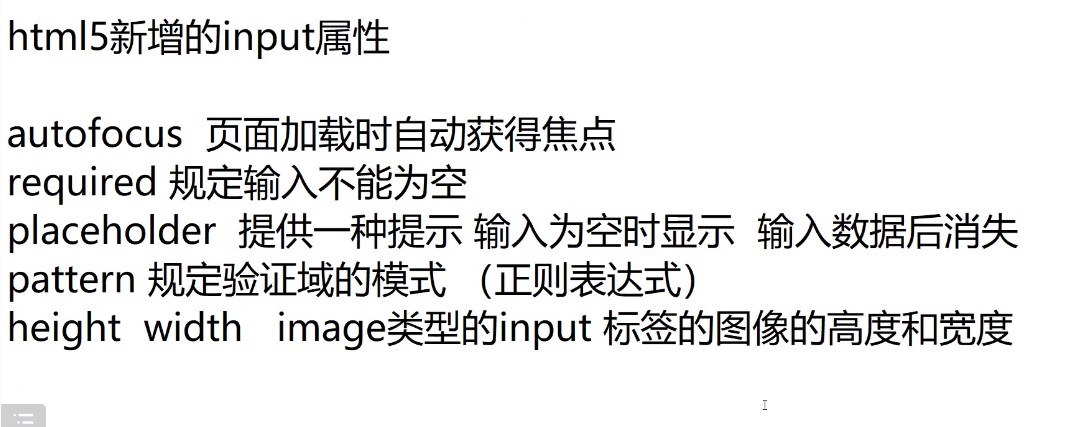 html5新增的input属性
autofocus  页面加载时自动获得焦点
required 规定输入不能为空
placeholder  提供一种提示 输入为空时显示  输入数据后消失
pattern 规定验证域的模式 （正则表达式）
height  width   image类型的input 标签的图像的高度和宽度